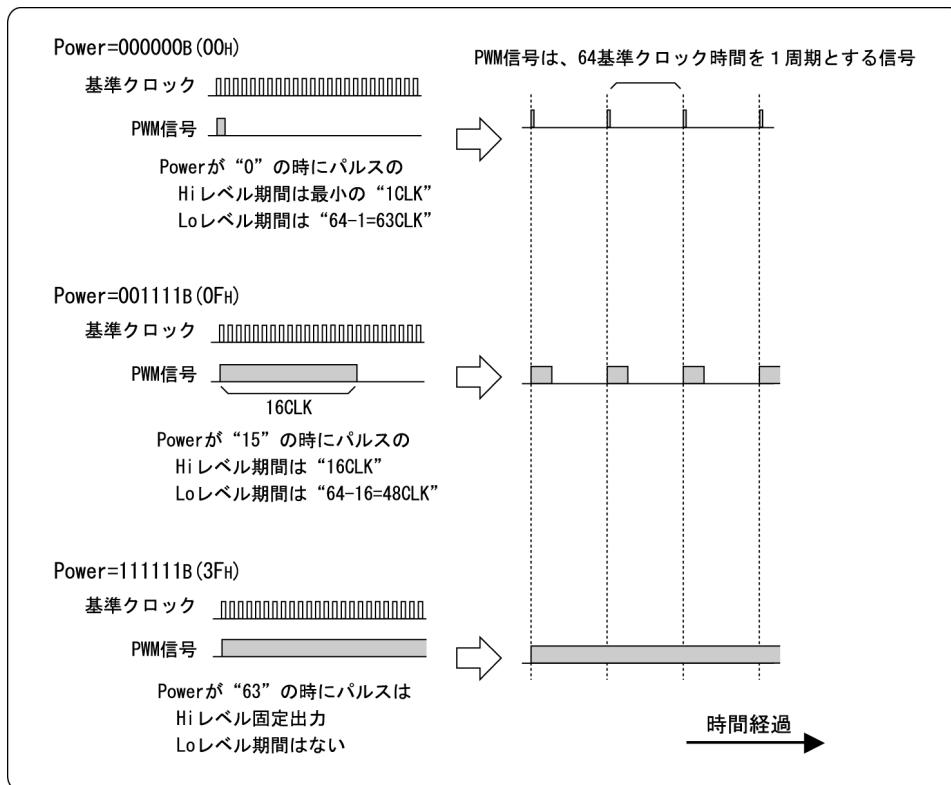 Power=000000B(00H)
PWM信号は、64基準クロック時間を1周期とする信号
基準クロック
PWM信号
Powerが“0”の時にパルスの
Hiレベル期間は最小の“1CLK”
Loレベル期間は“64-1=63CLK”
Power=001111B(0FH)
基準クロック
PWM信号
16CLK
Powerが“15”の時にパルスの
Hiレベル期間は“16CLK”
Loレベル期間は“64-16=48CLK”
Power=111111B(3FH)
基準クロック
PWM信号
Powerが“63”の時にパルスは
Hiレベル固定出力
Loレベル期間はない
時間経過